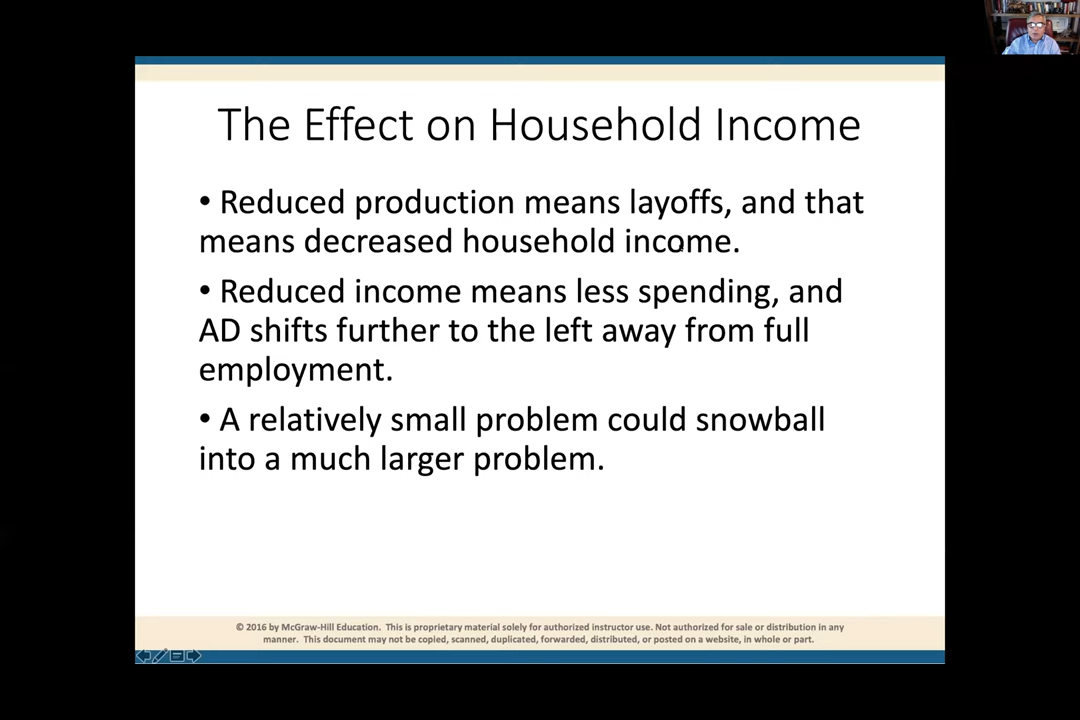 The Effect on Household Income
• Reduced production means layoffs, and that
means decreased household income.
• Reduced income means less spending, and
AD shifts further to the left away from full
employment.
• A relatively small problem could snowball
into a much larger problem.
© 2016 by McGraw-Hill Education. This is proprietary material solely for authorized instructor use. Not authorized for sale or distribution in any
manner. This document may not be copied, scanned, duplicated, forwarded, distributed, or posted on a website, in whole or part.